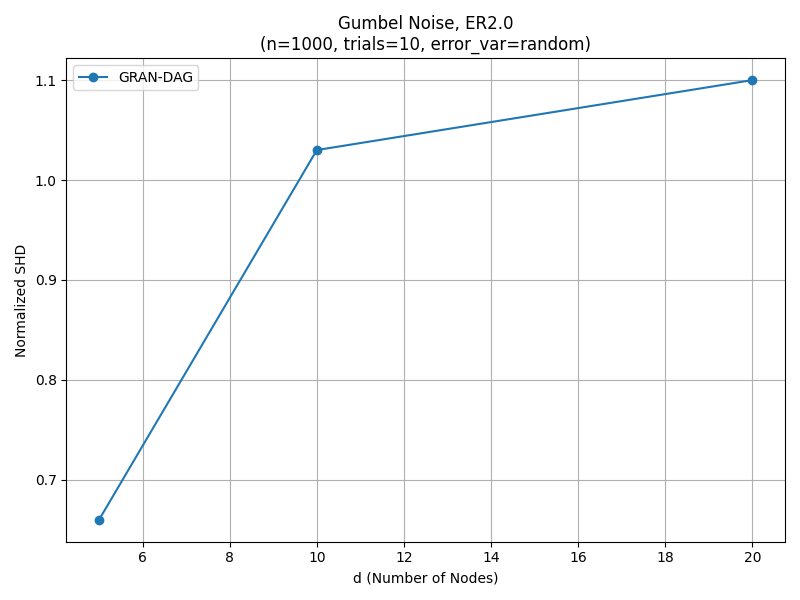 Gumbel Noise, ER2.0
(n=1000, trials=10, error_var=random)
GRAN-DAG
Normalized SHD
1.1
1.0
0.9
0.8
0.7
6 8 10 12 14 16 18 20
d (Number of Nodes)